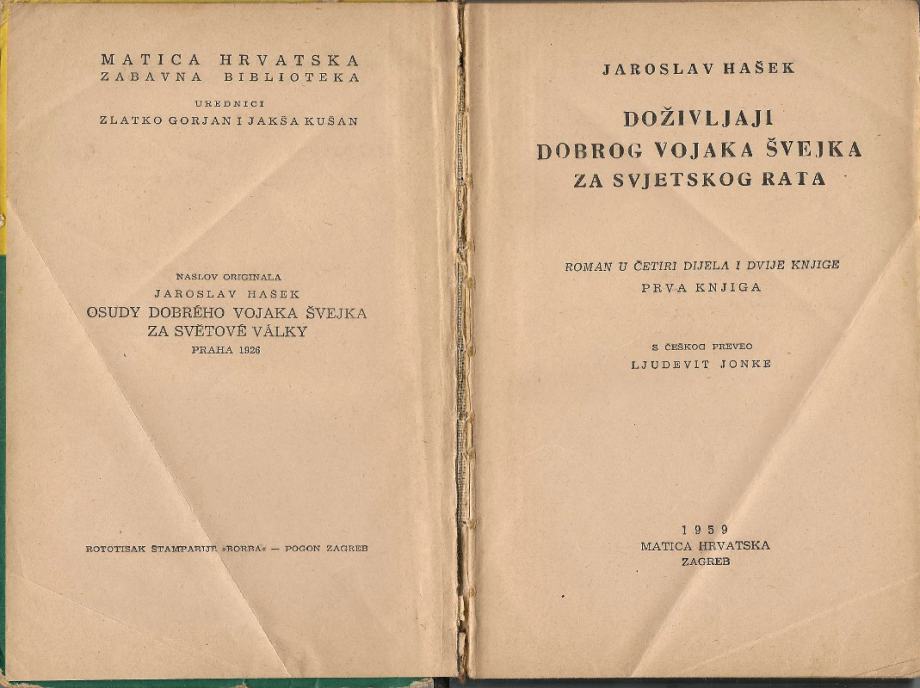 MATICA HRVATSKA
ZABAVNA BIBLIOTEKA
UREDNICI
ZLATKO GORJAN I JAKŠA KUŠAN
NASLOV ORIGINALA
JAROSLAV HAŠEK
OSUDY DOBRÉHO VOJAKA ŠVEJKA
ZA SVĚTOVÉ VÁLKY
PRAHA 1926
ROTOTISAK ŠTAMPARIJE »BORBA« — POGON ZAGREB
JAROSLAV HAŠEK
DOŽIVLJAJI
DOBROG VOJAKA ŠVEJKA
ZA SVJETSKOG RATA
ROMAN U ČETIRI DIJELA I DVIJE KNJIGE
PRVA KNJIGA
S ČEŠKOG PREVEO
LJUDEVIT JONKE
1959
MATICA HRVATSKA
ZAGREB